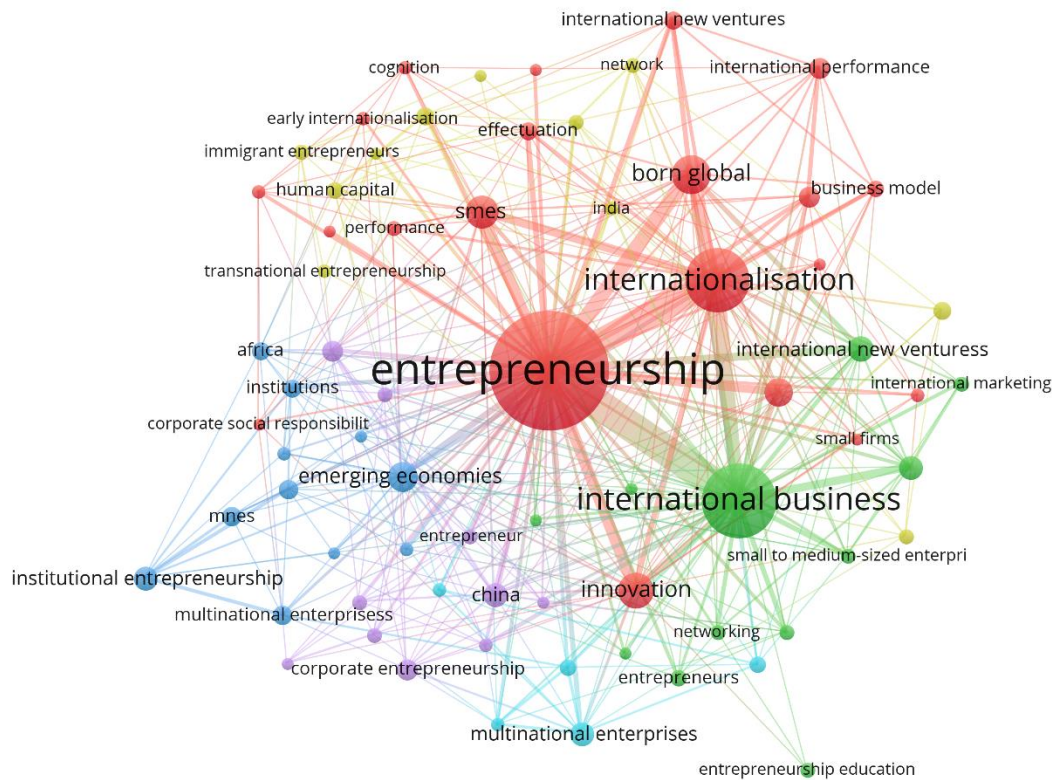 international new ventures
cognition
network
international performance
early internationalisation
effectuation
immigrant entrepreneurs
born global
human capital
business model
smes
india
performance
transnational entrepreneurship
internationalisation
africa
international new venturess
entrepreneurship
institutions
international marketing
corporate social responsibilit
small firms
emerging economies
international business
mnes
entrepreneur
small to medium-sized enterpri
institutional entrepreneurship
innovation
china
multinational enterprisess
networking
corporate entrepreneurship
entrepreneurs
multinational enterprises
entrepreneurship education